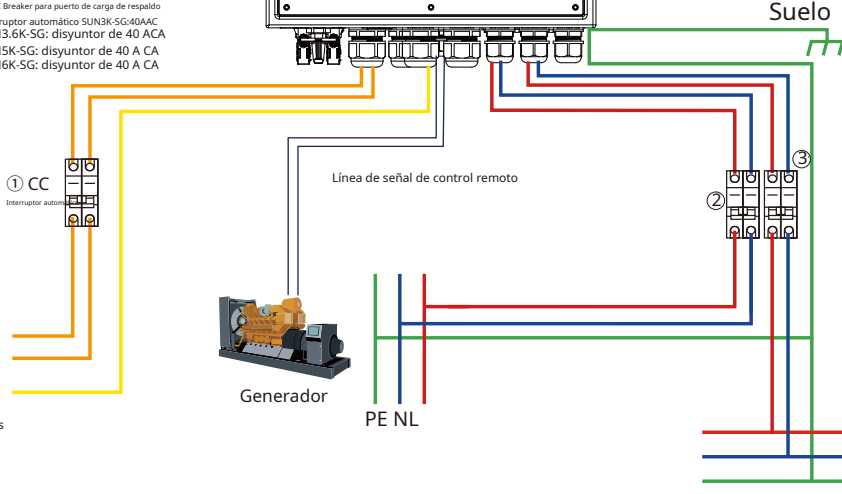 Breaker para puerto de carga de respaldo
ruptor automático SUN3K-SG:40AAC
3.6K-SG: disyuntor de 40 ACA
5K-SG: disyuntor de 40 A CA
6K-SG: disyuntor de 40 A CA
Suelo
③
① CC
Interruptor automático
Línea de señal de control remoto
②
Generador
PE NL
s